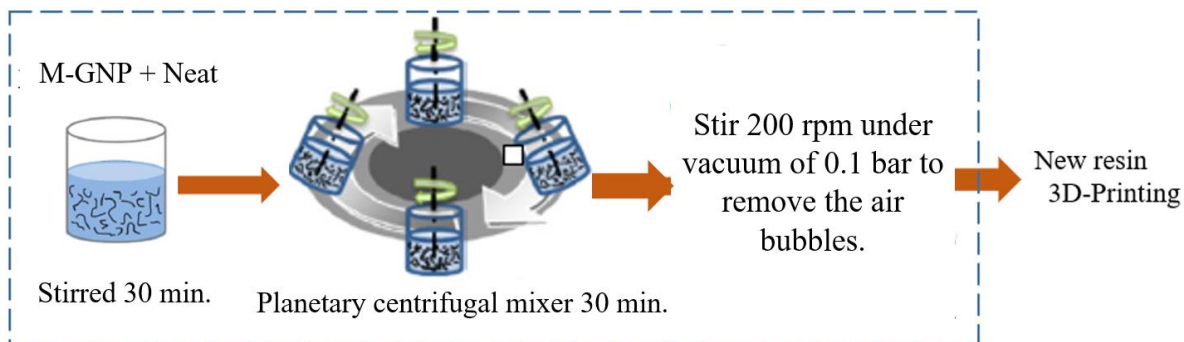 M-GNP + Neat
Stirred 30 min.
Planetary centrifugal mixer 30 min.
Stir 200 rpm under
vacuum of 0.1 bar to
remove the air
bubbles.
New resin
3D-Printing